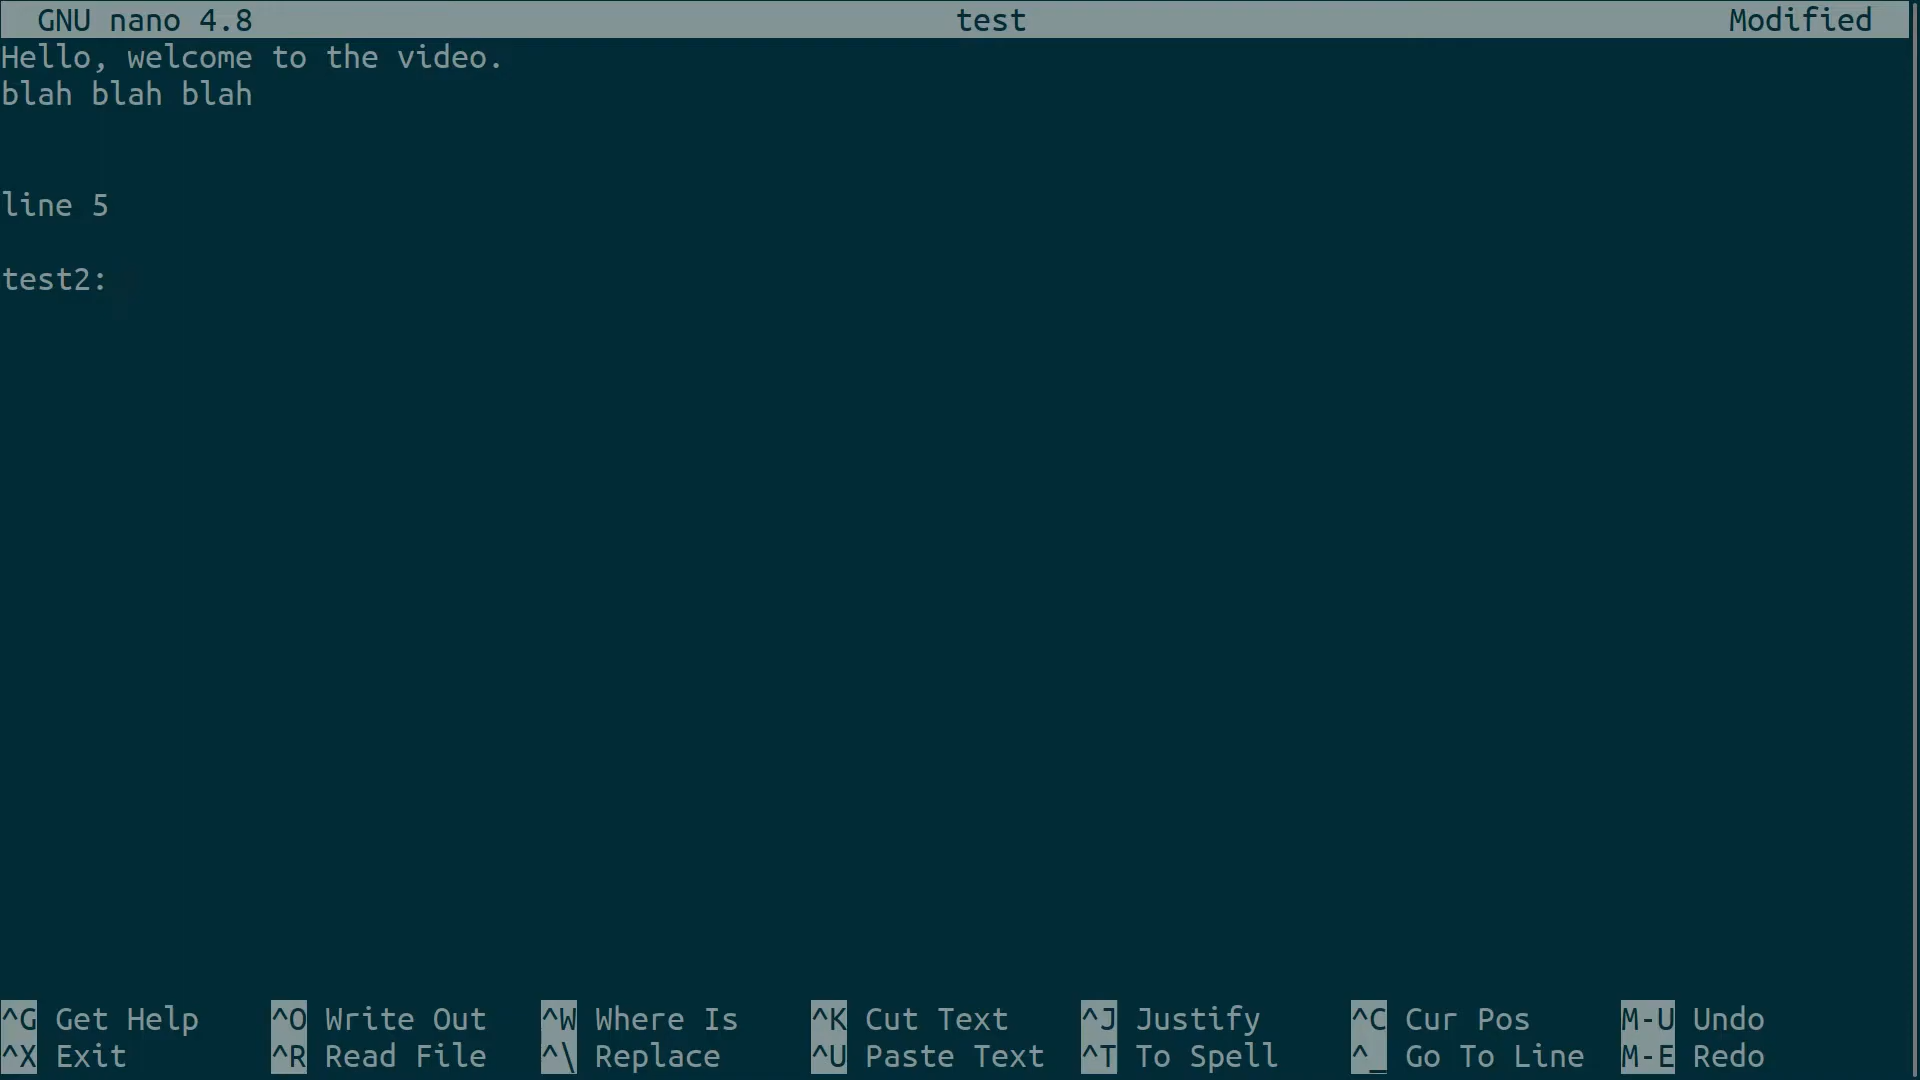 GNU nano 4.8 test Modified
Hello, welcome to the video.
blah blah blah
line 5
test2:
^G Get Help ^O Write Out ^W Where Is ^K Cut Text ^J Justify ^C Cur Pos M-U Undo
^X Exit ^R Read File ^\ Replace ^U Paste Text ^T To Spell ^_ Go To Line M-E Redo